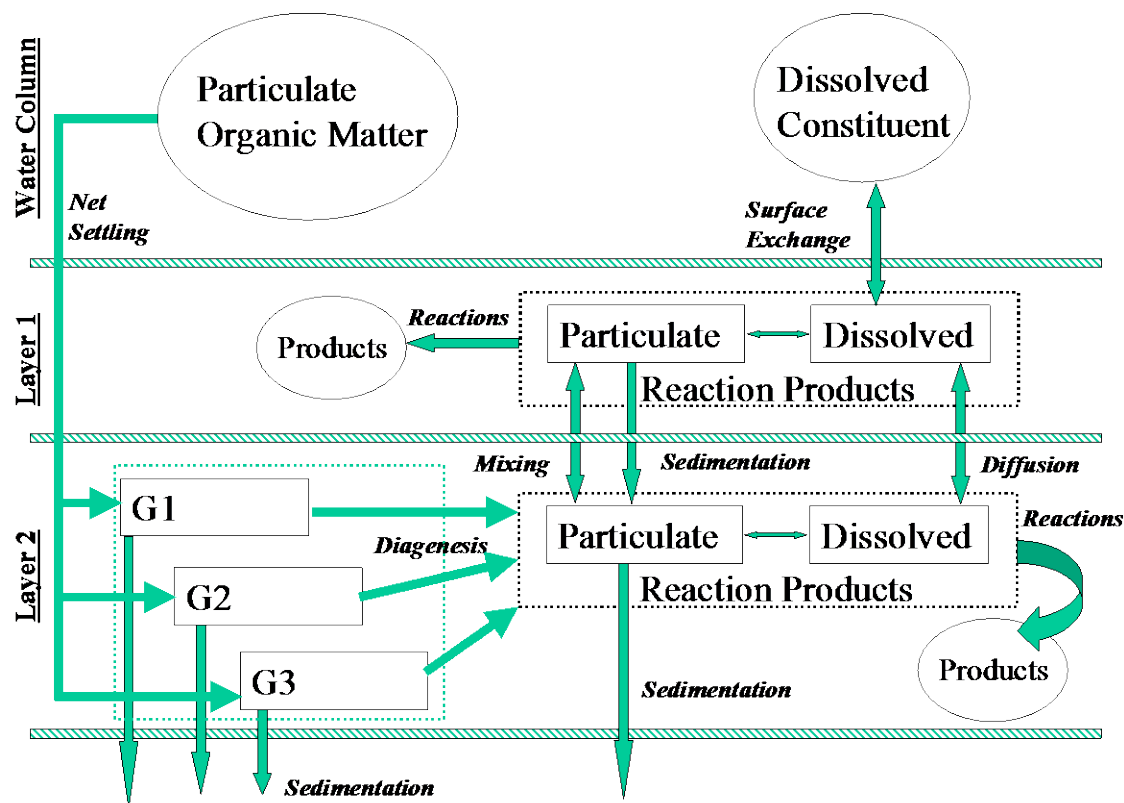 Water Column
Particulate
Organic Matter
Dissolved
Constituent
Net
Settling
Surface
Exchange
Layer 1
Products
Reactions
Particulate
Dissolved
Reaction Products
Mixing
Sedimentation
Diffusion
Layer 2
G1
G2
G3
Diagenesis
Particulate
Dissolved
Reaction Products
Reactions
Products
Sedimentation
Sedimentation